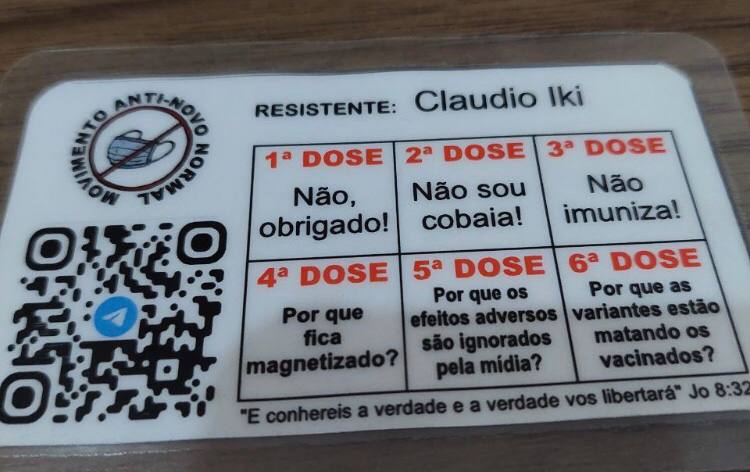 MOVIMENTO ANTI-NOVO NORMAL
RESISTENTE: Claudio Iki
1ª DOSE
Não,
obrigado!
2ª DOSE
Não sou
cobaia!
3ª DOSE
Não
imuniza!
4ª DOSE
Por que
fica
magnetizado?
5ª DOSE
Por que os
efeitos adversos
são ignorados
pela mídia?
6ª DOSE
Por que as
variantes estão
matando os
vacinados?
"E conhereis a verdade e a verdade vos libertará" Jo 8:32